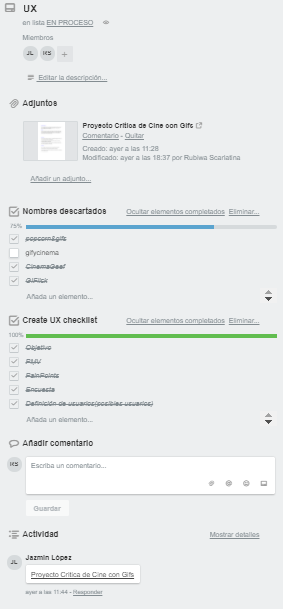 UX
en lista EN PROCESO
Miembros
JL RS +
Editar la descripción...
Adjuntos
Proyecto Crítica de Cine con Gifs
Comentario - Quitar
Creado: ayer a las 11:28
Modificado: ayer a las 18:37 por Rubiwa Scarlatina
Añadir un adjunto...
Nombres descartados
Ocultar elementos completados Eliminar...
75%
popcorn&gifs
gifycinema
CinemaGeef
GIFlick
Añada un elemento...
Create UX checklist
Ocultar elementos completados Eliminar...
100%
Objetivo
PMV
PainPoints
Encuesta
Definición de usuarios(posibles usuarios)
Añada un elemento...
Añadir comentario
RS
Escriba un comentario...
@
Guardar
Actividad
Mostrar detalles
JL
Jazmin López
Proyecto Crítica de Cine con Gifs
ayer a las 11:44 - Responder